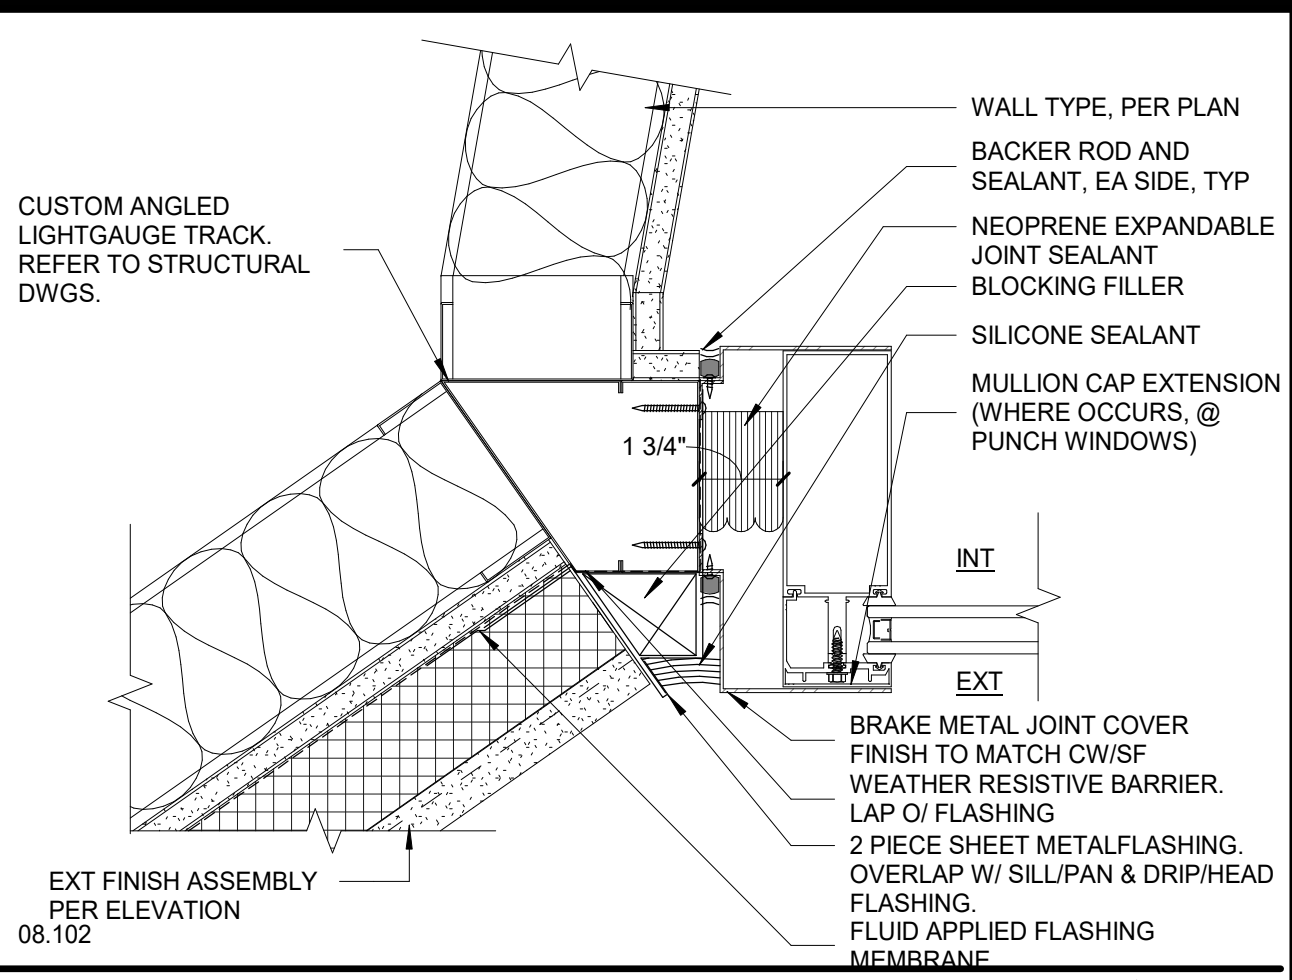 WALL TYPE, PER PLAN
BACKER ROD AND
SEALANT, EA SIDE, TYP
NEOPRENE EXPANDABLE
JOINT SEALANT
BLOCKING FILLER
SILICONE SEALANT
MULLION CAP EXTENSION
(WHERE OCCURS, @
PUNCH WINDOWS)
CUSTOM ANGLED
LIGHTGAUGE TRACK.
REFER TO STRUCTURAL
DWGS.
1 3/4"
INT
EXT
BRAKE METAL JOINT COVER
FINISH TO MATCH CW/SF
WEATHER RESISTIVE BARRIER.
LAP O/ FLASHING
2 PIECE SHEET METALFLASHING.
OVERLAP W/ SILL/PAN & DRIP/HEAD
FLASHING.
FLUID APPLIED FLASHING
MEMBRANE
EXT FINISH ASSEMBLY
PER ELEVATION
08.102